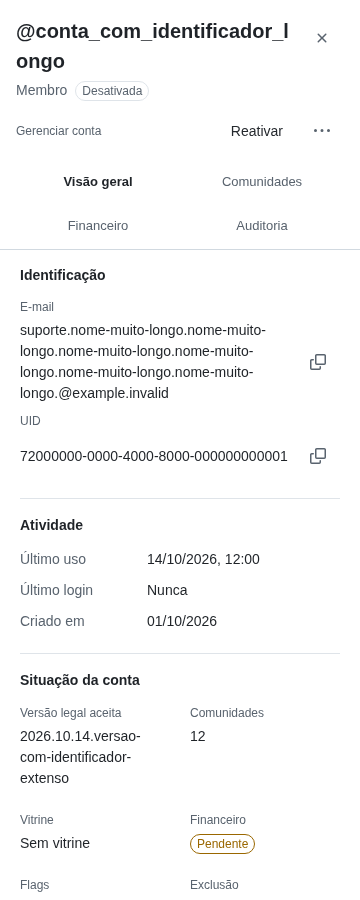 @conta_com_identificador_l
ongo
Membro Desativada
Gerenciar conta Reativar
Visão geral Comunidades
Financeiro Auditoria
Identificação
E-mail
suporte.nome-muito-longo.nome-muito-
longo.nome-muito-longo.nome-muito-
longo.nome-muito-longo.nome-muito-
longo.@example.invalid
UID
72000000-0000-4000-8000-000000000001
Atividade
Último uso 14/10/2026, 12:00
Último login Nunca
Criado em 01/10/2026
Situação da conta
Versão legal aceita Comunidades
2026.10.14.versao- 12
com-identificador-
extenso
Vitrine Financeiro
Sem vitrine Pendente
Flags Exclusão